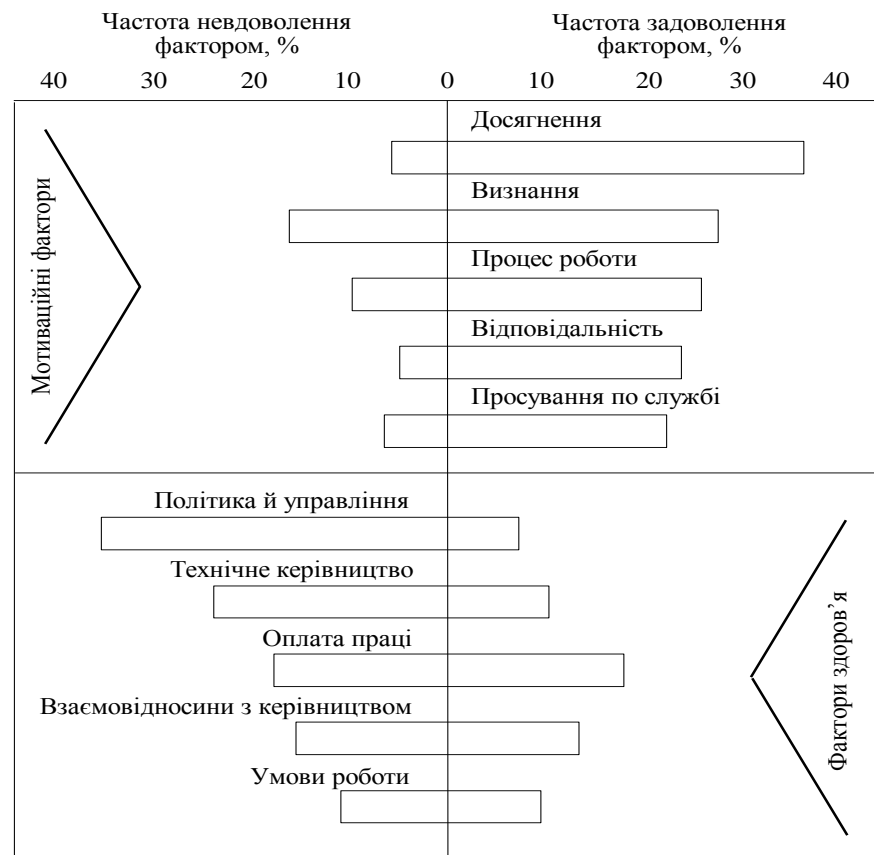 Частота невдоволення
фактором, %
Частота задоволення
фактором, %
40 30 20 10 0 10 20 30 40
Мотиваційні фактори
Досягнення
Визнання
Процес роботи
Відповідальність
Просування по службі
Політика й управління
Технічне керівництво
Оплата праці
Взаємовідносини з керівництвом
Умови роботи
Фактори здоров’я